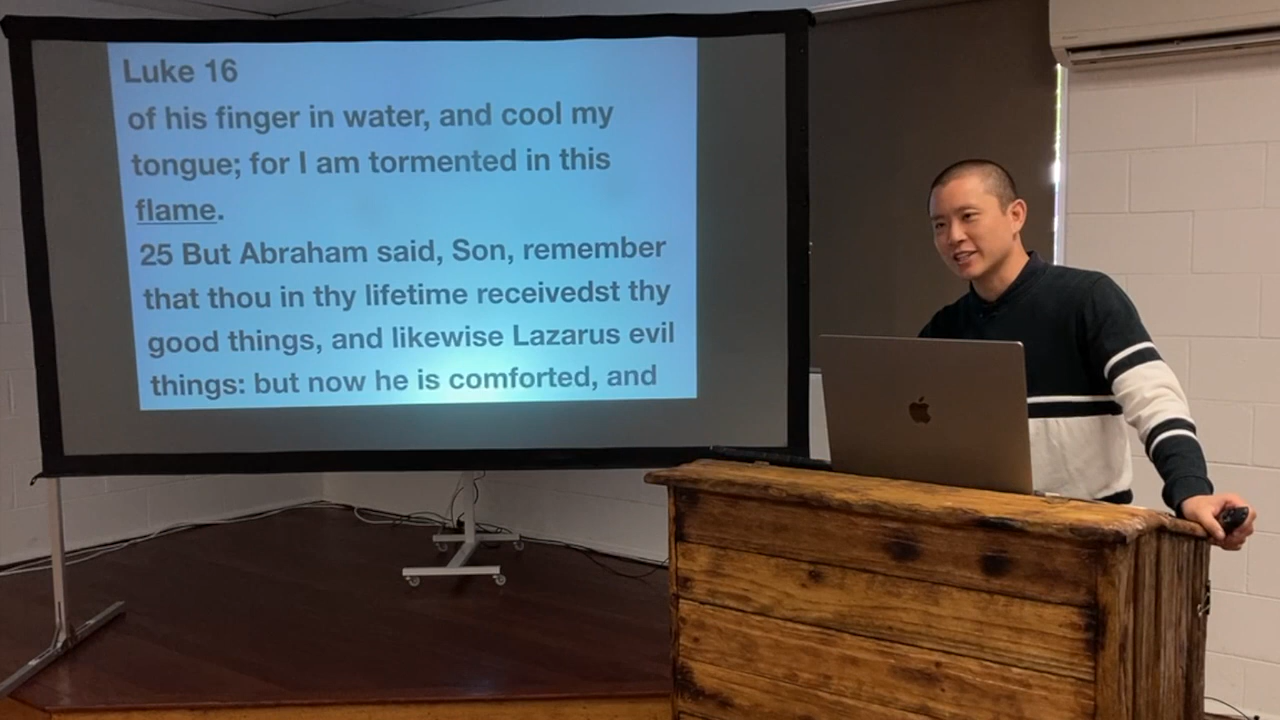 Luke 16
of his finger in water, and cool my
tongue; for I am tormented in this
flame.
25 But Abraham said, Son, remember
that thou in thy lifetime receivedst thy
good things, and likewise Lazarus evil
things: but now he is comforted, and